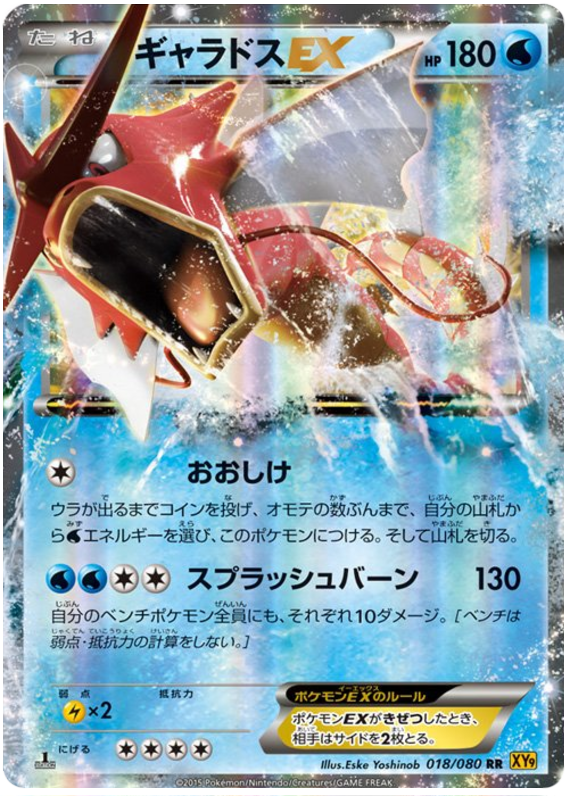 たね ギャラドスEX HP180
おおしけ
ウラが出るまでコインを投げ、オモテの数ぶんまで、自分の山札か
らエネルギーを選び、このポケモンにつける。そして山札を切る。
スプラッシュバーン 130
自分のベンチポケモン全員にも、それぞれ10ダメージ。[ベンチは
弱点・抵抗力の計算をしない。]
弱点 抵抗力
×2
にげる
ポケモンEXのルール
ポケモンEXがきぜつしたとき、
相手はサイドを2枚とる。
1 EDITION
Illus.Eske Yoshinob 018/080 RR XY9
©2015 Pokémon/Nintendo/Creatures/GAME FREAK